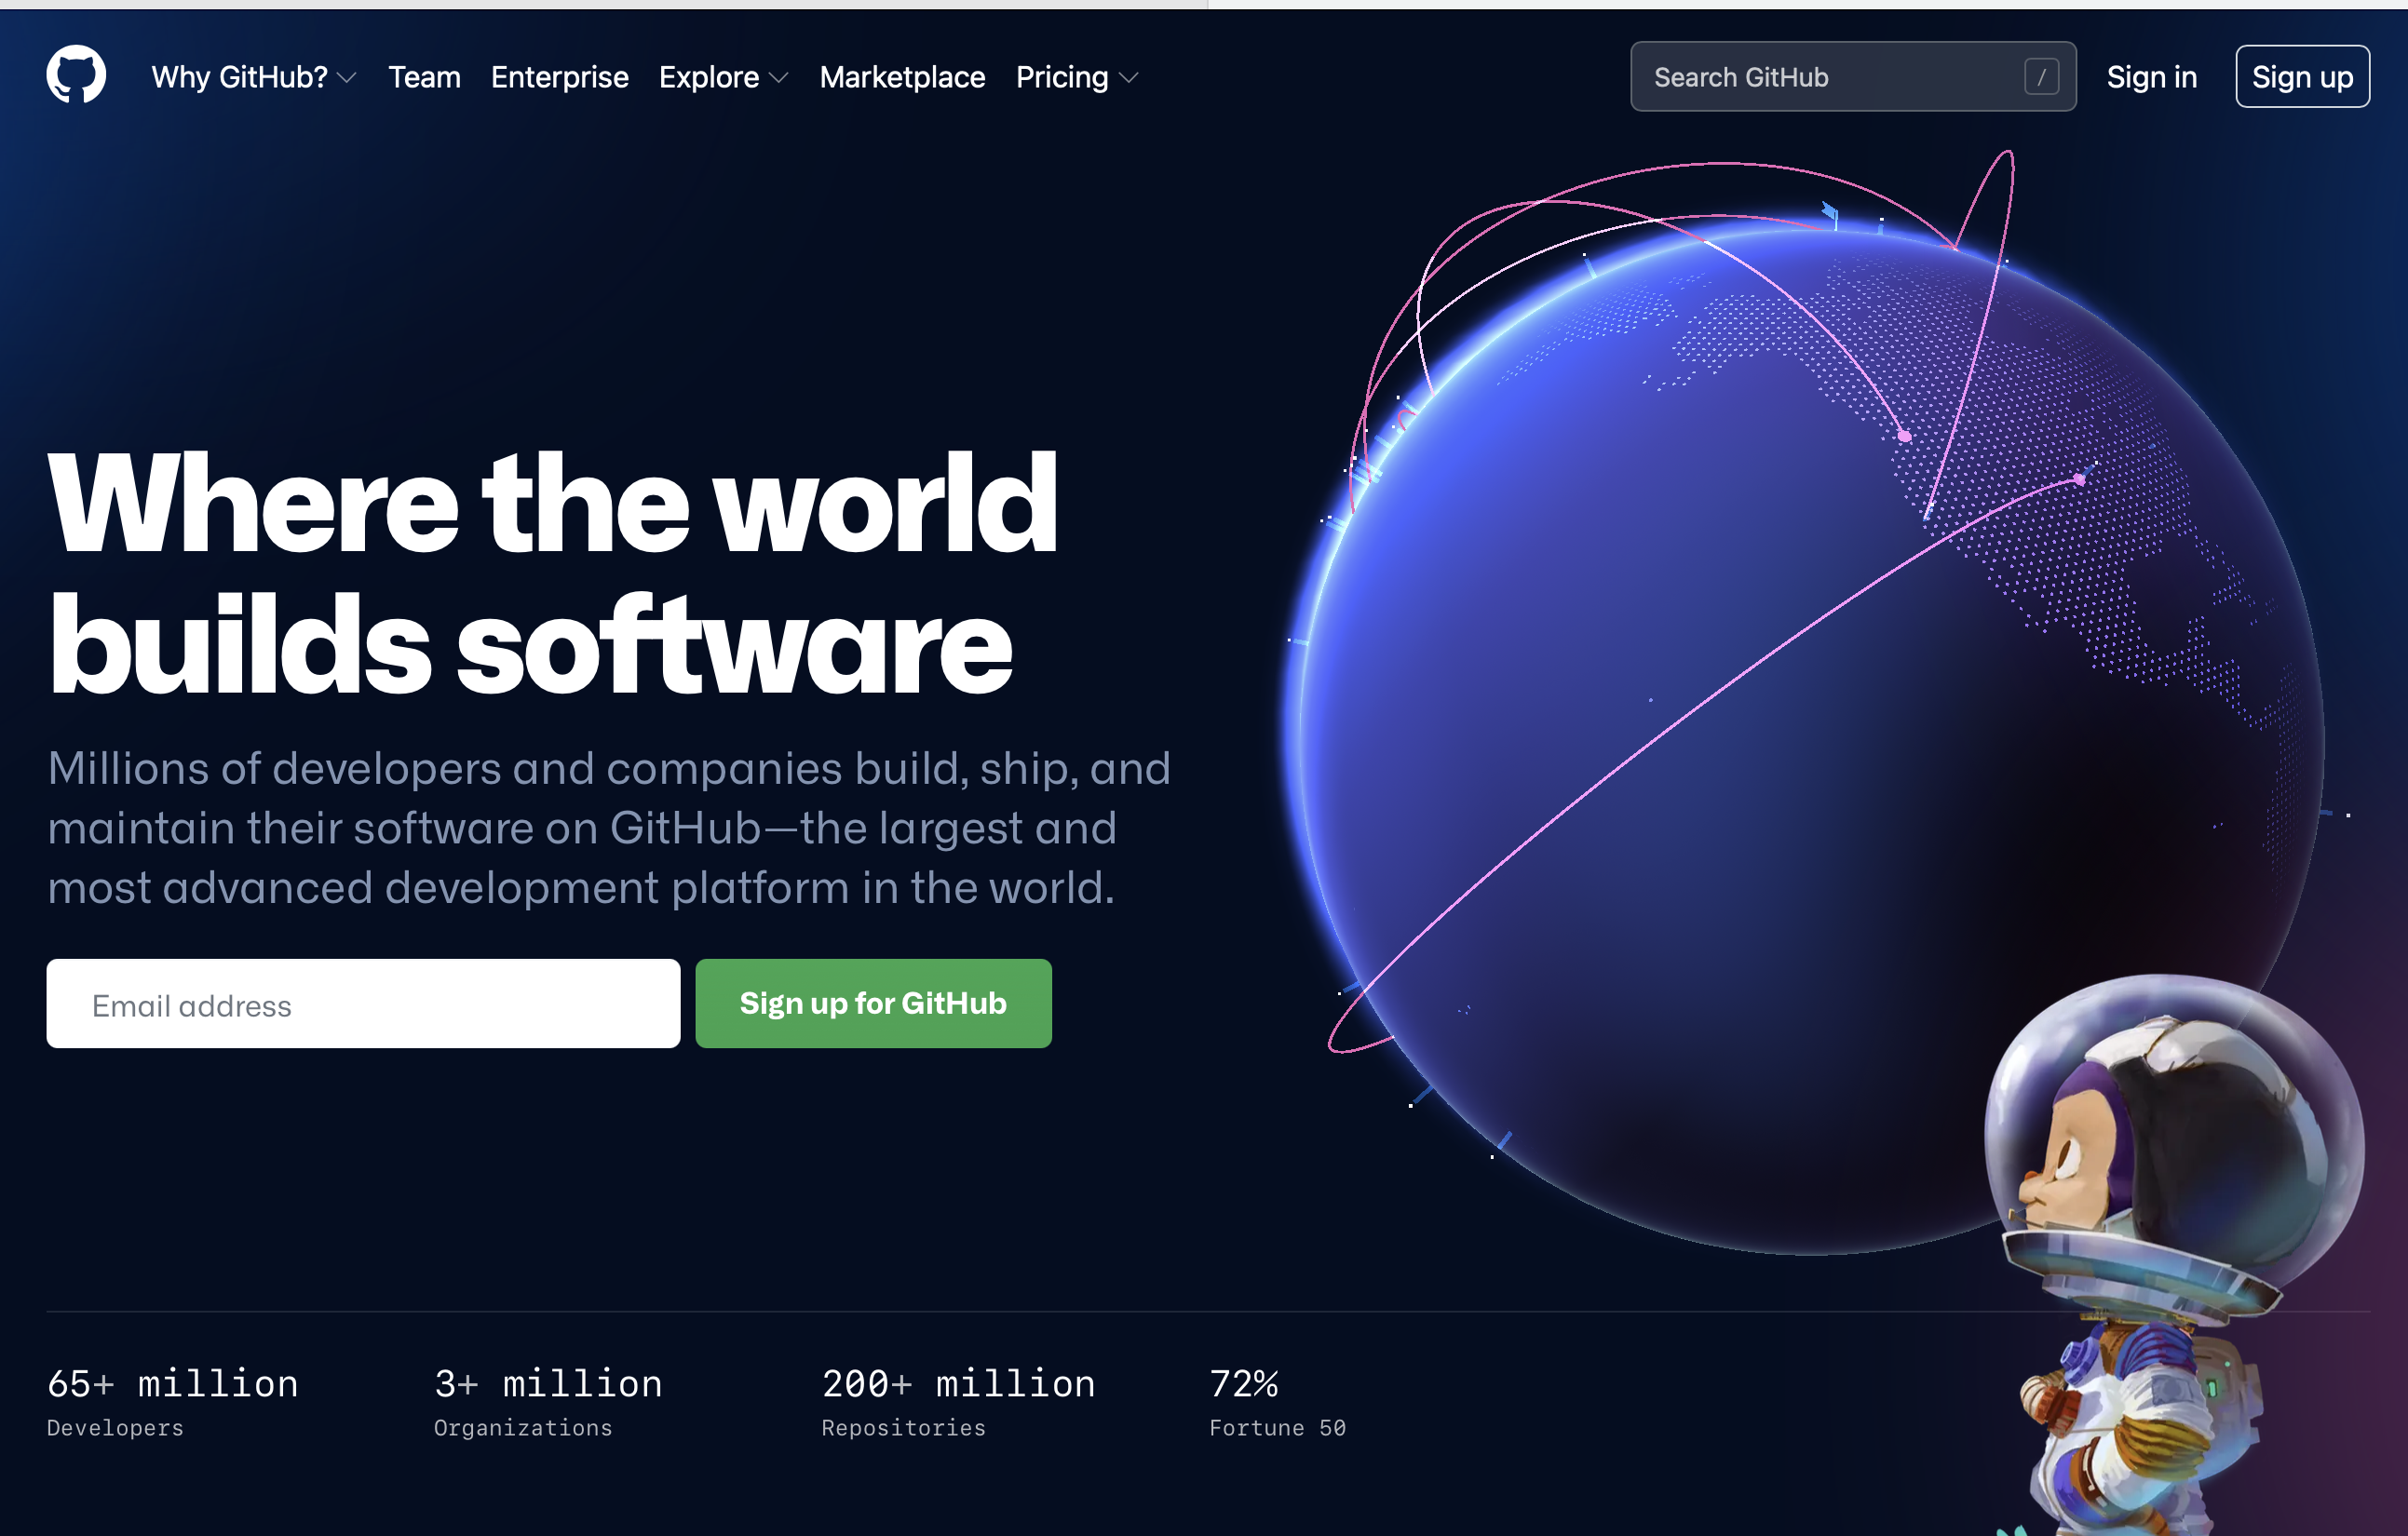 Why GitHub? Team Enterprise Explore Marketplace Pricing Search GitHub / Sign in Sign up
Where the world
builds software
Millions of developers and companies build, ship, and
maintain their software on GitHub—the largest and
most advanced development platform in the world.
Email address Sign up for GitHub
65+ million 3+ million 200+ million 72%
Developers Organizations Repositories Fortune 50